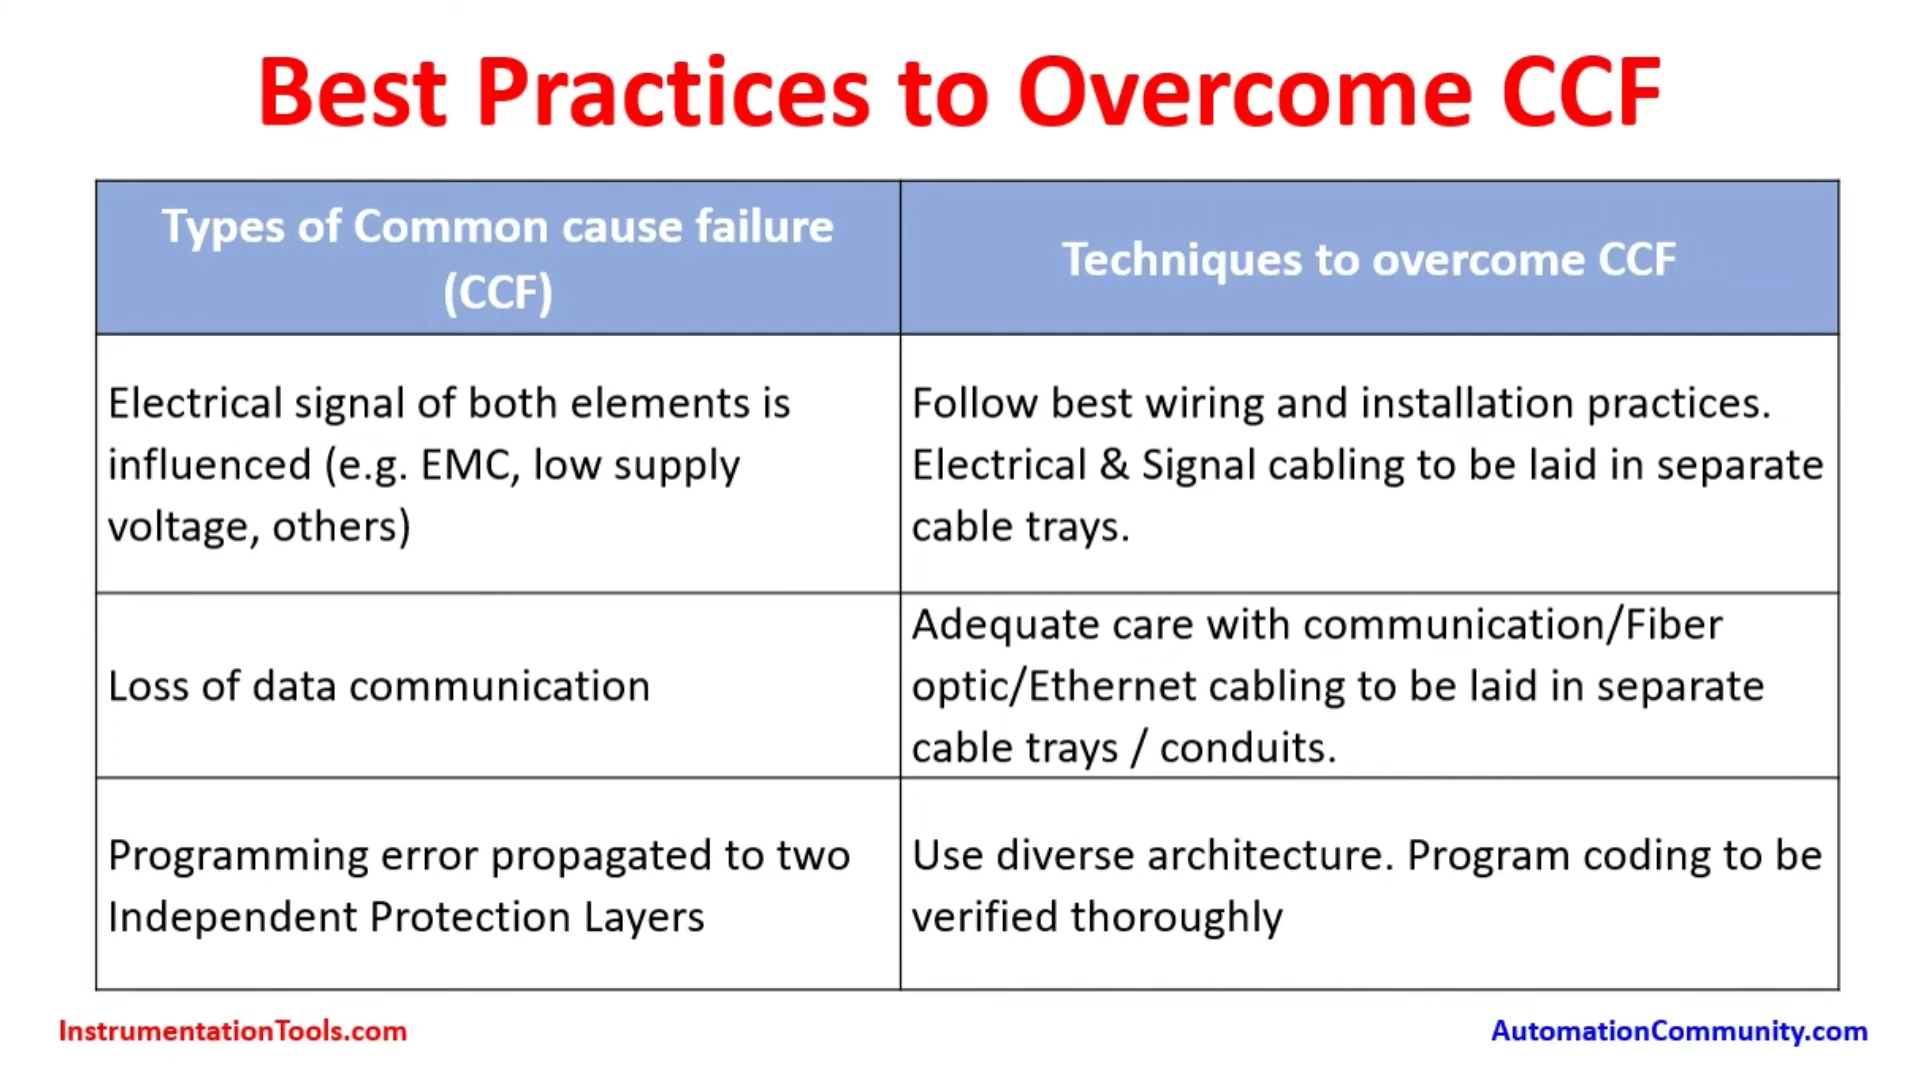 Best Practices to Overcome CCF
Types of Common cause failure
(CCF)
Techniques to overcome CCF
Electrical signal of both elements is
influenced (e.g. EMC, low supply
voltage, others)
Follow best wiring and installation practices.
Electrical & Signal cabling to be laid in separate
cable trays.
Loss of data communication
Adequate care with communication/Fiber
optic/Ethernet cabling to be laid in separate
cable trays / conduits.
Programming error propagated to two
Independent Protection Layers
Use diverse architecture. Program coding to be
verified thoroughly
InstrumentationTools.com
AutomationCommunity.com